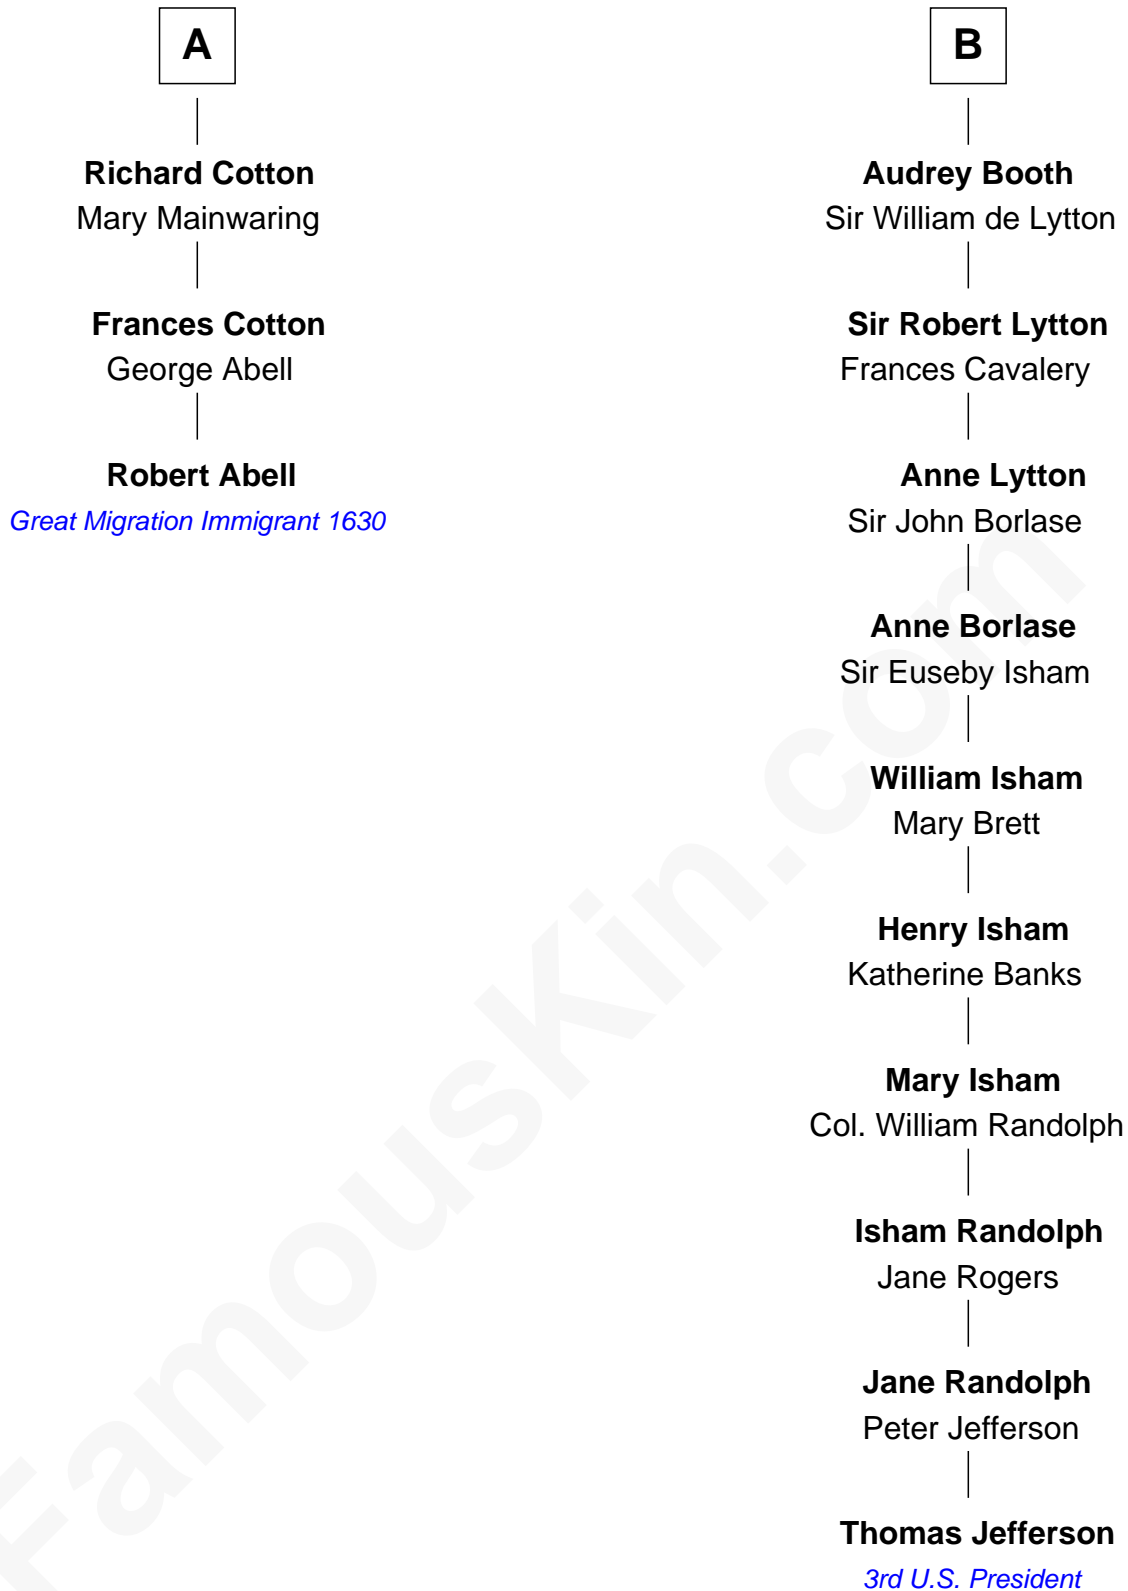 A
Richard Cotton
Mary Mainwaring
Frances Cotton
George Abell
Robert Abell
Great Migration Immigrant 1630
B
Audrey Booth
Sir William de Lytton
Sir Robert Lytton
Frances Cavalery
Anne Lytton
Sir John Borlase
Anne Borlase
Sir Euseby Isham
William Isham
Mary Brett
Henry Isham
Katherine Banks
Mary Isham
Col. William Randolph
Isham Randolph
Jane Rogers
Jane Randolph
Peter Jefferson
Thomas Jefferson
3rd U.S. President
FamousKin.com